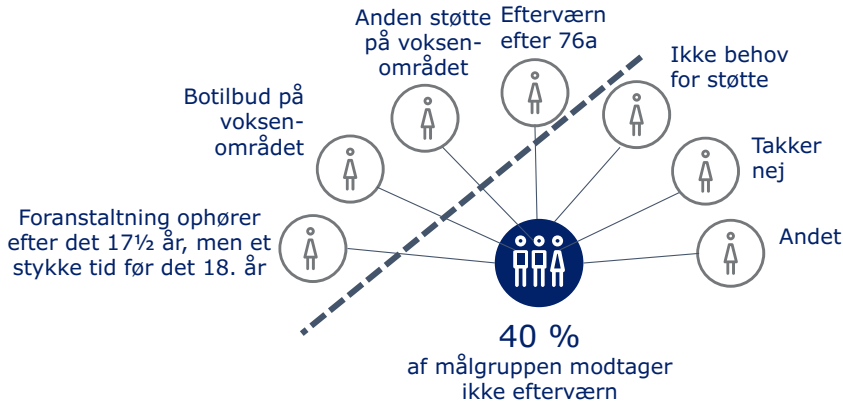 Foranstaltning ophører
efter det 17½ år, men et
stykke tid før det 18. år
Botilbud på
voksen-
området
Anden støtte
på voksen-
området
Efterværn
efter 76a
Ikke behov
for støtte
Takker
nej
Andet
40 %
af målgruppen modtager
ikke efterværn